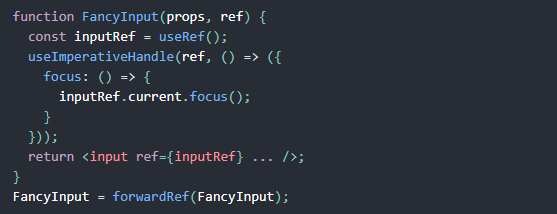 function FancyInput(props, ref) {
  const inputRef = useRef();
  useImperativeHandle(ref, () => ({
    focus: () => {
      inputRef.current.focus();
    }
  }));
  return <input ref={inputRef} ... />;
}
FancyInput = forwardRef(FancyInput);